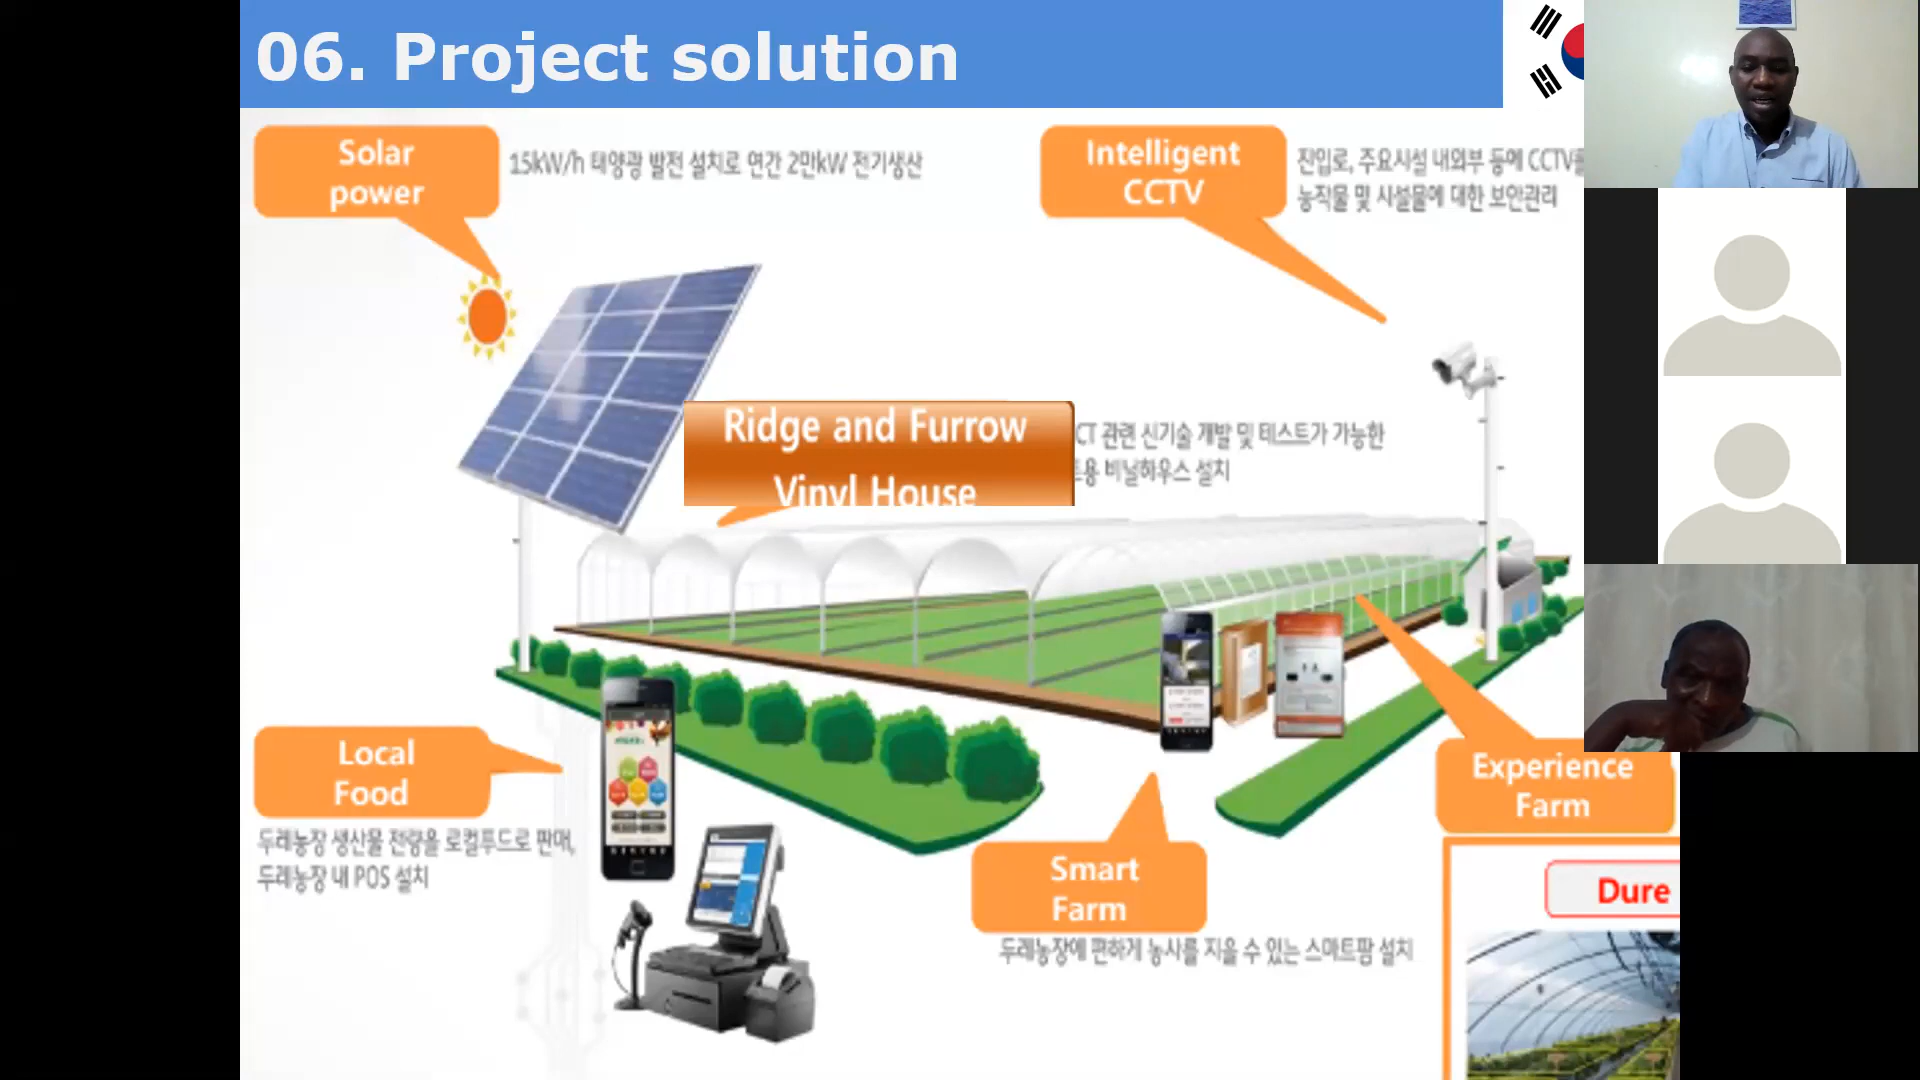 06. Project solution
Solar
power
15kW/h 태양광 발전 설치로 연간 2만kW 전기생산
Intelligent
CCTV
진입로, 주요시설 내외부 등에 CCTV를
농작물 및 시설물에 대한 보안관리
Ridge and Furrow
Vinyl House
CT 관련 신기술 개발 및 테스트가 가능한
트용 비닐하우스 설치
Local
Food
두레농장 생산물 전량을 로컬푸드로 판매,
두레농장 내 POS 설치
Smart
Farm
두레농장에 편하게 농사를 지을 수 있는 스마트팜 설치
Experience
Farm
Dure